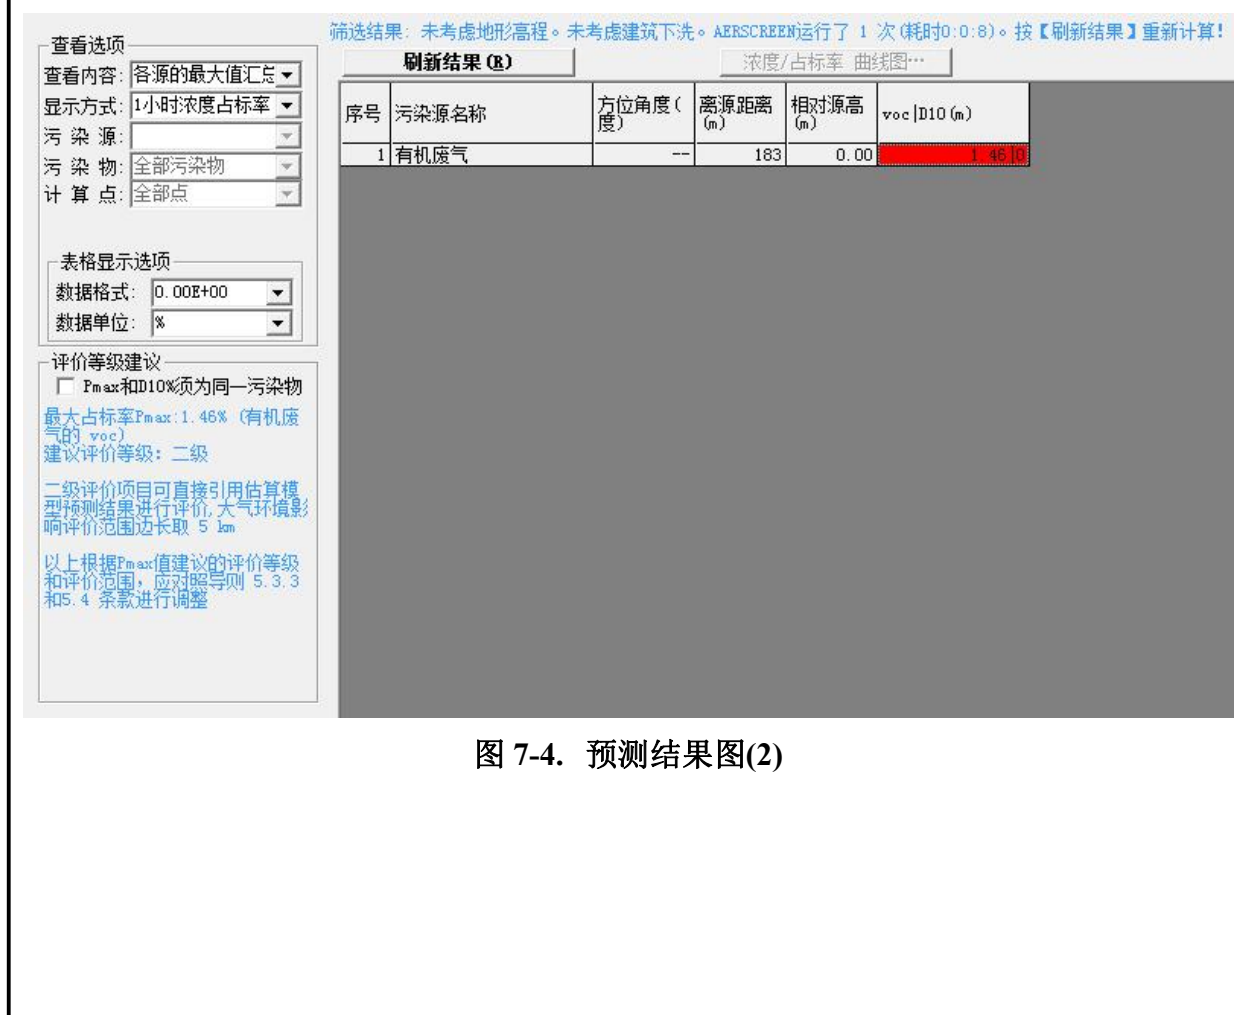 筛选结果: 未考虑地形高程。未考虑建筑下洗。AERSCREEN运行了 1 次(耗时0:0:8)。按【刷新结果】重新计算!
查看选项
查看内容: 各源的最大值汇总
显示方式: 1小时浓度占标率
污 染 源:
污 染 物: 全部污染物
计 算 点: 全部点
表格显示选项
数据格式: 0.00E+00
数据单位: %
评价等级建议
Pmax和D10%须为同一污染物
最大占标率Pmax:1.46% (有机废
气的 voc)
建议评价等级: 二级
二级评价项目可直接引用估算模
型预测结果进行评价,大气环境影
响评价范围边长取 5 km
以上根据Pmax值建议的评价等级
和评价范围,应对照导则 5.3.3
和5.4 条款进行调整
刷新结果(R)
浓度/占标率 曲线图…
序号 污染源名称 方位角度(度) 离源距离(m) 相对源高(m) voc|D10(m)
1 有机废气 -- 183 0.00 1.46|0
图 7-4. 预测结果图(2)